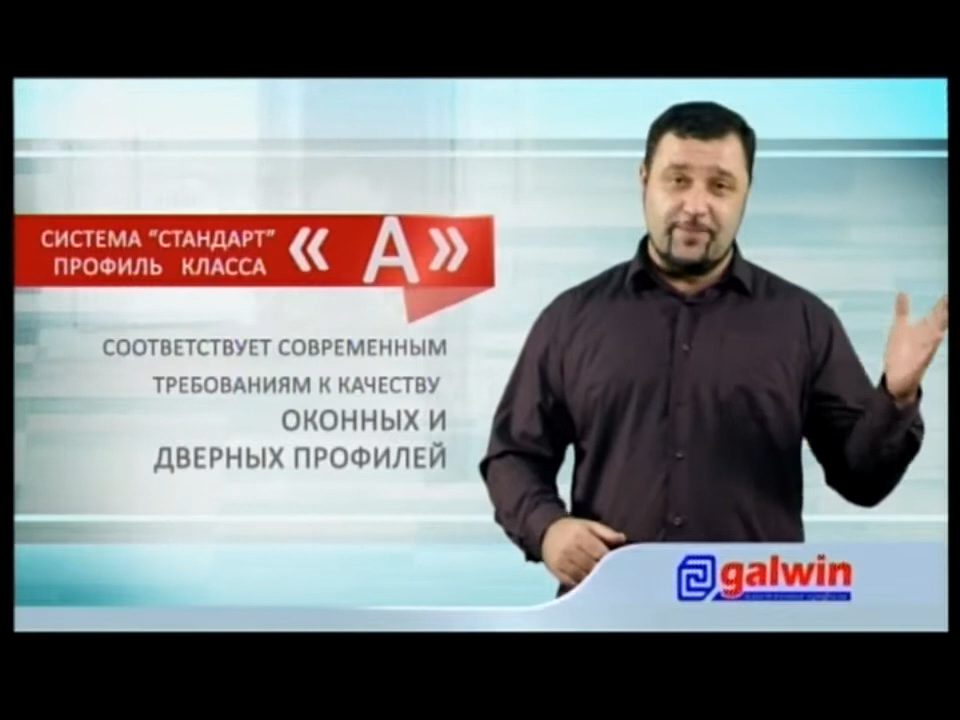 СИСТЕМА "СТАНДАРТ"
ПРОФИЛЬ КЛАССА
« А »
СООТВЕТСТВУЕТ СОВРЕМЕННЫМ
ТРЕБОВАНИЯМ К КАЧЕСТВУ
ОКОННЫХ И
ДВЕРНЫХ ПРОФИЛЕЙ
galwin